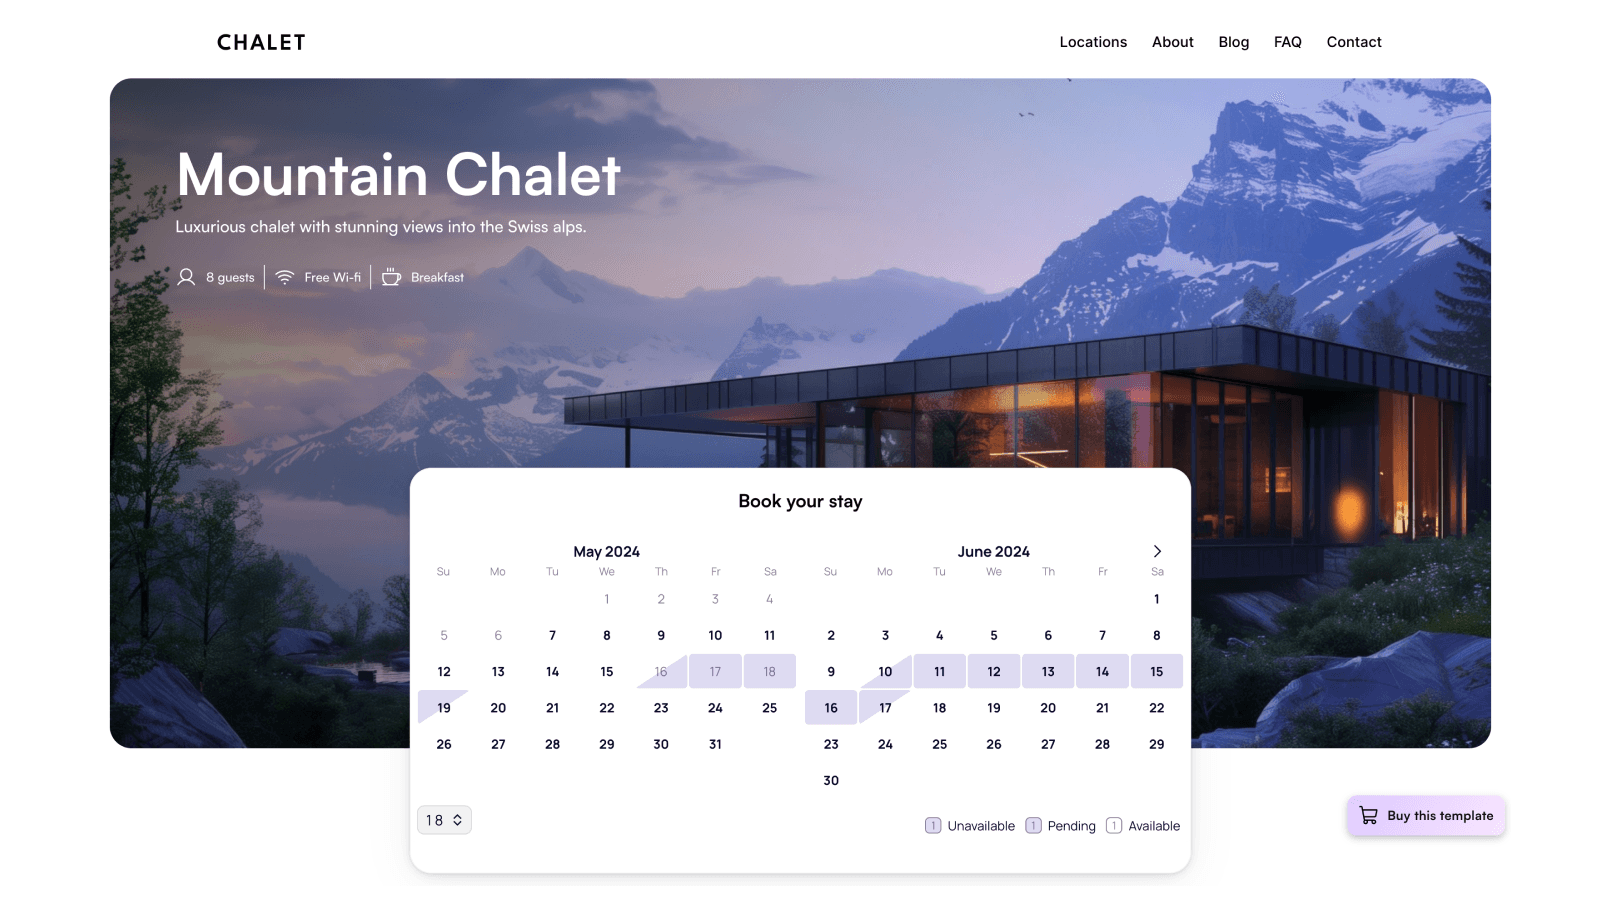 CHALET
Locations About Blog FAQ Contact
Mountain Chalet
Luxurious chalet with stunning views into the Swiss alps.
8 guests Free Wi-fi Breakfast
Book your stay
May 2024
Su Mo Tu We Th Fr Sa
1 2 3 4
5 6 7 8 9 10 11
12 13 14 15 16 17 18
19 20 21 22 23 24 25
26 27 28 29 30 31
June 2024
Su Mo Tu We Th Fr Sa
1
2 3 4 5 6 7 8
9 10 11 12 13 14 15
16 17 18 19 20 21 22
23 24 25 26 27 28 29
30
18
1 Unavailable 1 Pending 1 Available
Buy this template